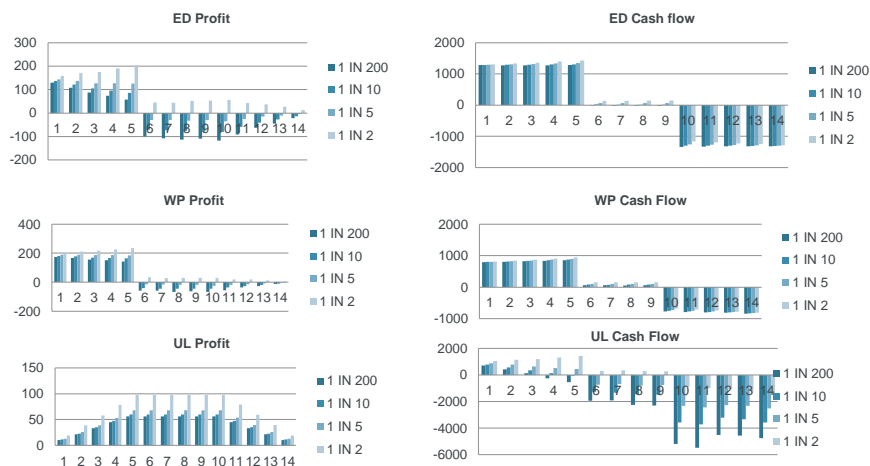 ED Profit
300
200
100
0
-100
-200
1 2 3 4 5 6 7 8 9 10 11 12 13 14
1 IN 200
1 IN 10
1 IN 5
1 IN 2
ED Cash flow
2000
1000
0
-1000
-2000
1 2 3 4 5 6 7 8 9 10 11 12 13 14
1 IN 200
1 IN 10
1 IN 5
1 IN 2
WP Profit
400
200
0
-200
1 2 3 4 5 6 7 8 9 10 11 12 13 14
1 IN 200
1 IN 10
1 IN 5
1 IN 2
WP Cash Flow
2000
1000
0
-1000
1 2 3 4 5 6 7 8 9 10 11 12 13 14
1 IN 200
1 IN 10
1 IN 5
1 IN 2
UL Profit
150
100
50
0
1 2 3 4 5 6 7 8 9 10 11 12 13 14
1 IN 200
1 IN 10
1 IN 5
1 IN 2
UL Cash Flow
2000
0
-2000
-4000
-6000
1 2 3 4 5 6 7 8 9 10 11 12 13 14
1 IN 200
1 IN 10
1 IN 5
1 IN 2